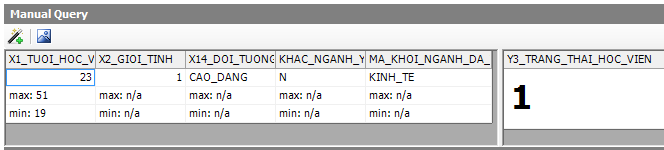 Manual Query
X1_TUOI_HOC_V X2_GIOI_TINH X14_DOI_TUONG KHAC_NGANH_Y MA_KHOI_NGANH_DA_ Y3_TRANG_THAI_HOC_VIEN
23 1 CAO_DANG N KINH_TE
max: 51 max: n/a max: n/a max: n/a max: n/a
min: 19 min: n/a min: n/a min: n/a min: n/a
1